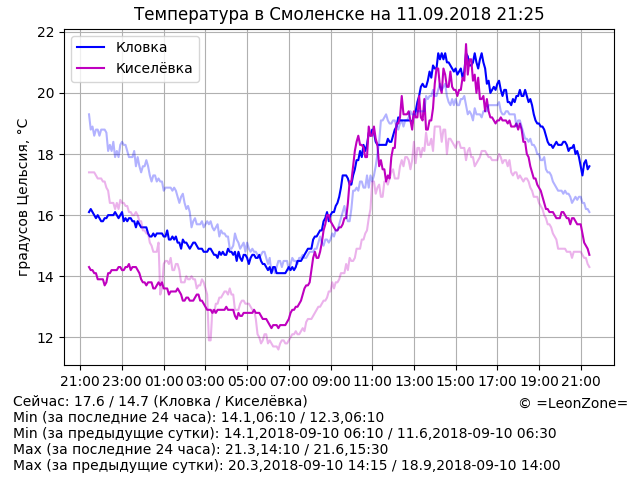 Температура в Смоленске на 11.09.2018 21:25
Кловка
Киселёвка
градусов Цельсия, °C
22
20
18
16
14
12
21:00 23:00 01:00 03:00 05:00 07:00 09:00 11:00 13:00 15:00 17:00 19:00 21:00
Сейчас: 17.6 / 14.7 (Кловка / Киселёвка)
© =LeonZone=
Min (за последние 24 часа): 14.1,06:10 / 12.3,06:10
Min (за предыдущие сутки): 14.1,2018-09-10 06:10 / 11.6,2018-09-10 06:30
Max (за последние 24 часа): 21.3,14:10 / 21.6,15:30
Max (за предыдущие сутки): 20.3,2018-09-10 14:15 / 18.9,2018-09-10 14:00